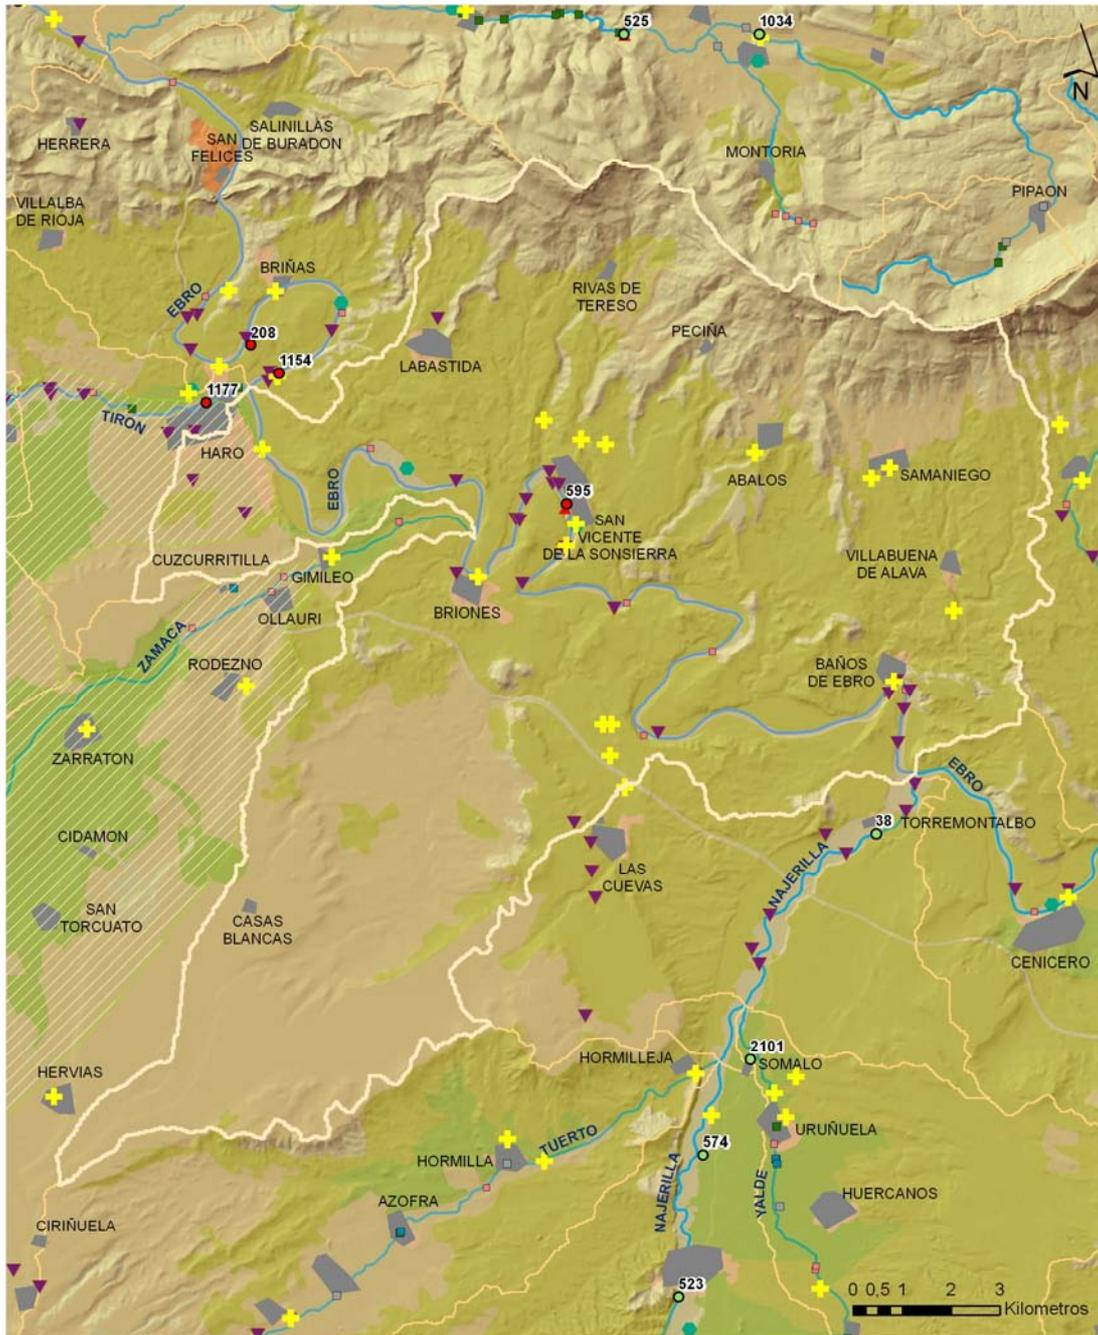 525
1034
HERRERA
SALINILLAS
DE BURADON
SAN
FELICES
MONTORIA
N
PIPAON
VILLALBA
DE RIOJA
BRIÑAS
EBRO
RIVAS DE
TERESO
208
PECIÑA
LABASTIDA
1154
1177
TIRON
HARO
ABALOS
SAMANIEGO
EBRO
595
SAN
VICENTE
DE LA SONSIERRA
CUZCURRITILLA
GIMILEO
VILLABUENA
DE ALAVA
BRIONES
OLLAURI
ZAMACA
RODEZNO
BAÑOS
DE EBRO
ZARRATON
EBRO
CIDAMON
38
TORREMONTALBO
LAS
CUEVAS
NAJERILLA
SAN
TORCUATO
CASAS
BLANCAS
CENICERO
2101
HORMILLEJA
SOMALO
HERVIAS
URUÑUELA
TUERTO
HORMILLA
574
NAJERILLA
YALDE
HUERCANOS
AZOFRA
CIRIÑUELA
523
0 0,5 1 2 3
Kilometros